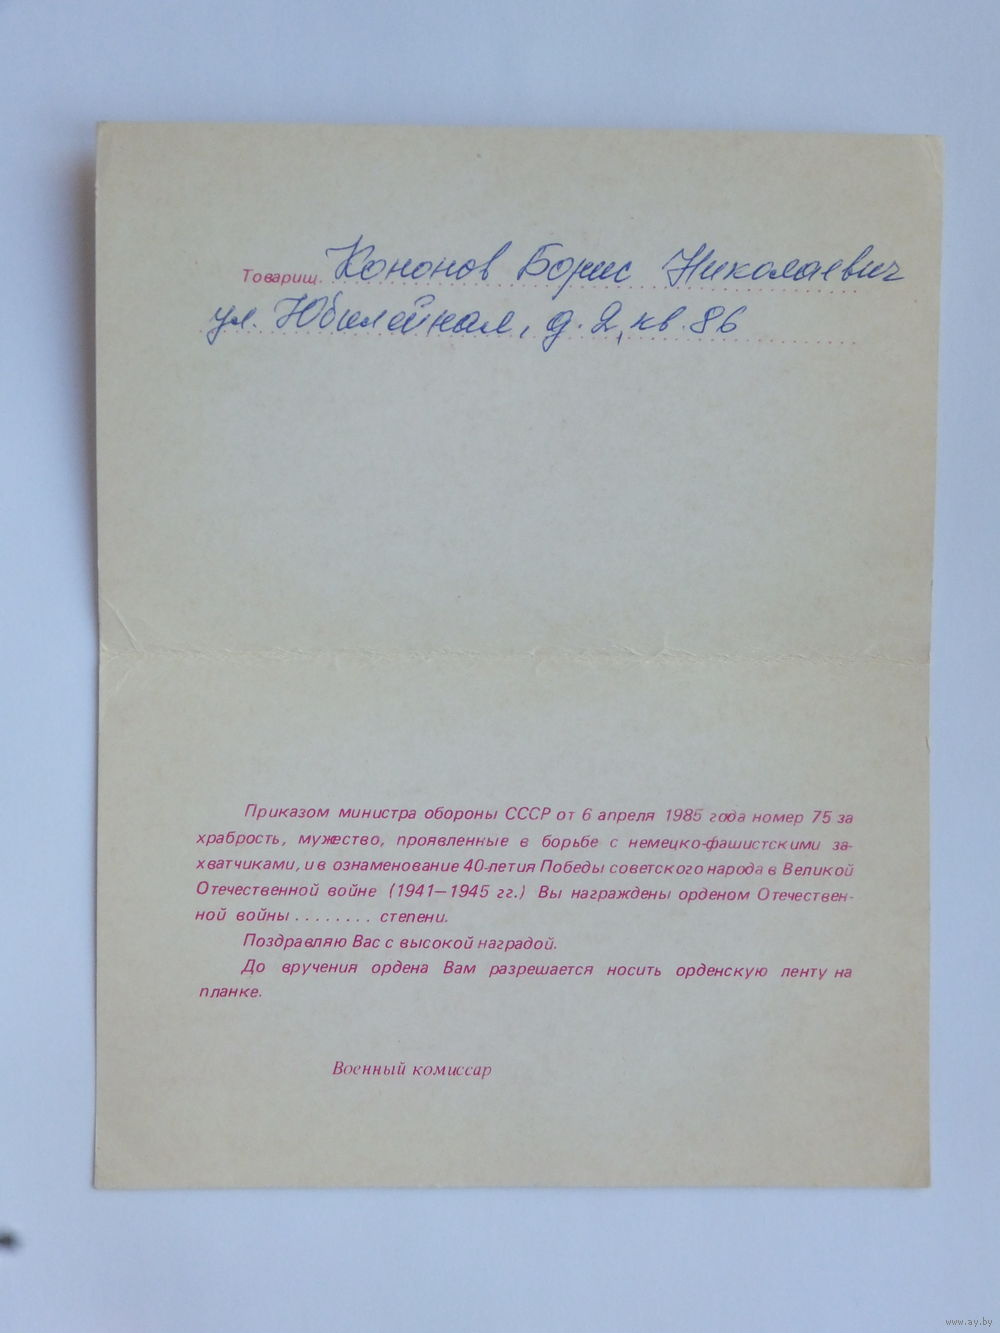 Товарищ. Кононов Борис Николаевич
ул. Юбилейная, д. 2, кв. 86
Приказом министра обороны СССР от 6 апреля 1985 года номер 75 за
храбрость, мужество, проявленные в борьбе с немецко-фашистскими за-
хватчиками, и в ознаменование 40-летия Победы советского народа в Великой
Отечественной войне (1941—1945 гг.) Вы награждены орденом Отечествен-
ной войны ........ степени.
Поздравляю Вас с высокой наградой.
До вручения ордена Вам разрешается носить орденскую ленту на
планке.
Военный комиссар
www.ay.by